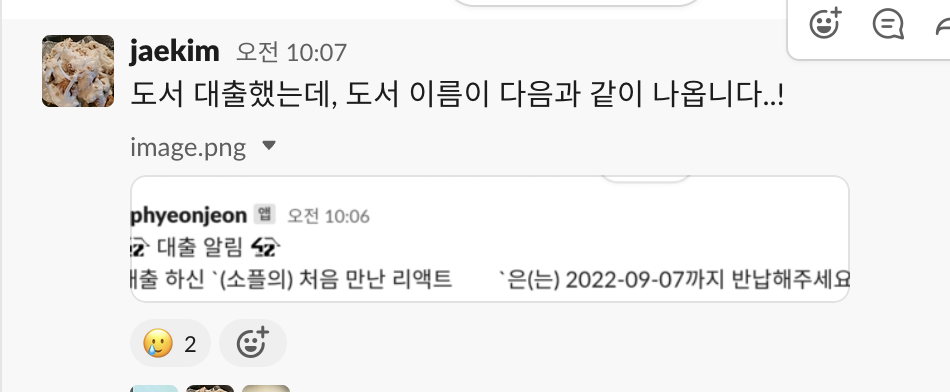 jaekim 오전 10:07
도서 대출했는데, 도서 이름이 다음과 같이 나옵니다..!
image.png
phyeonjeon 앱 오전 10:06
대출 알림
하신 `(소플의) 처음 만난 리액트 `은(는) 2022-09-07까지 반납해주세요
2